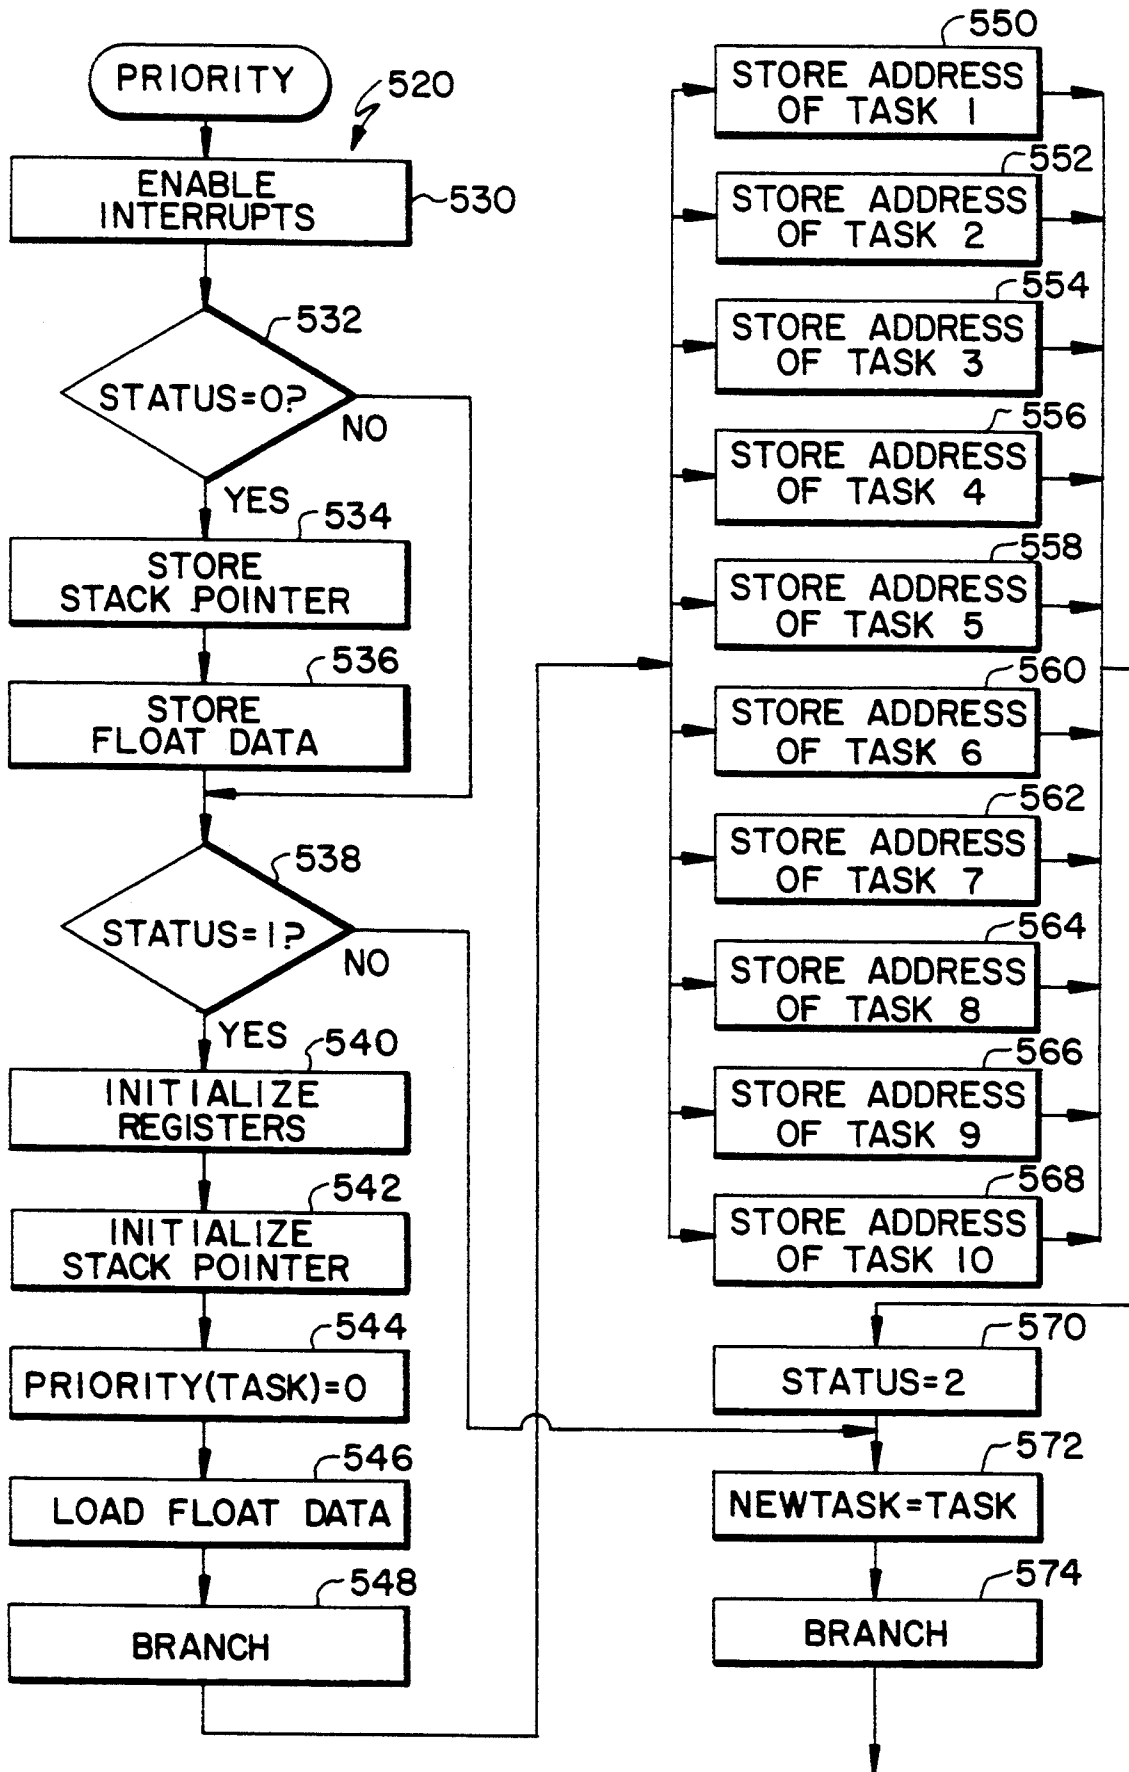 PRIORITY
520
ENABLE
INTERRUPTS
530
532
STATUS=0?
NO
YES
534
STORE
STACK POINTER
536
STORE
FLOAT DATA
538
STATUS=1?
NO
YES
540
INITIALIZE
REGISTERS
542
INITIALIZE
STACK POINTER
544
PRIORITY(TASK)=0
546
LOAD FLOAT DATA
548
BRANCH
550
STORE ADDRESS
OF TASK 1
552
STORE ADDRESS
OF TASK 2
554
STORE ADDRESS
OF TASK 3
556
STORE ADDRESS
OF TASK 4
558
STORE ADDRESS
OF TASK 5
560
STORE ADDRESS
OF TASK 6
562
STORE ADDRESS
OF TASK 7
564
STORE ADDRESS
OF TASK 8
566
STORE ADDRESS
OF TASK 9
568
STORE ADDRESS
OF TASK 10
570
STATUS=2
572
NEWTASK=TASK
574
BRANCH